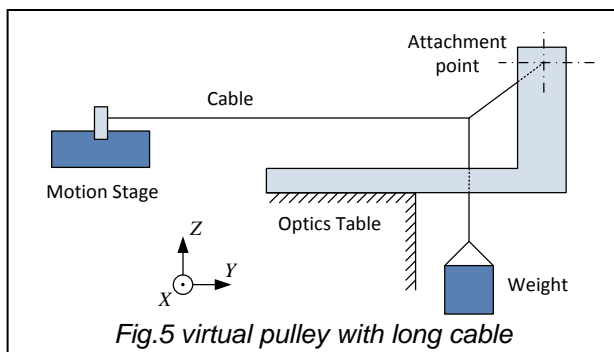 Attachment
point
Cable
Motion Stage
Optics Table
Z
Y
X
Weight
Fig.5 virtual pulley with long cable